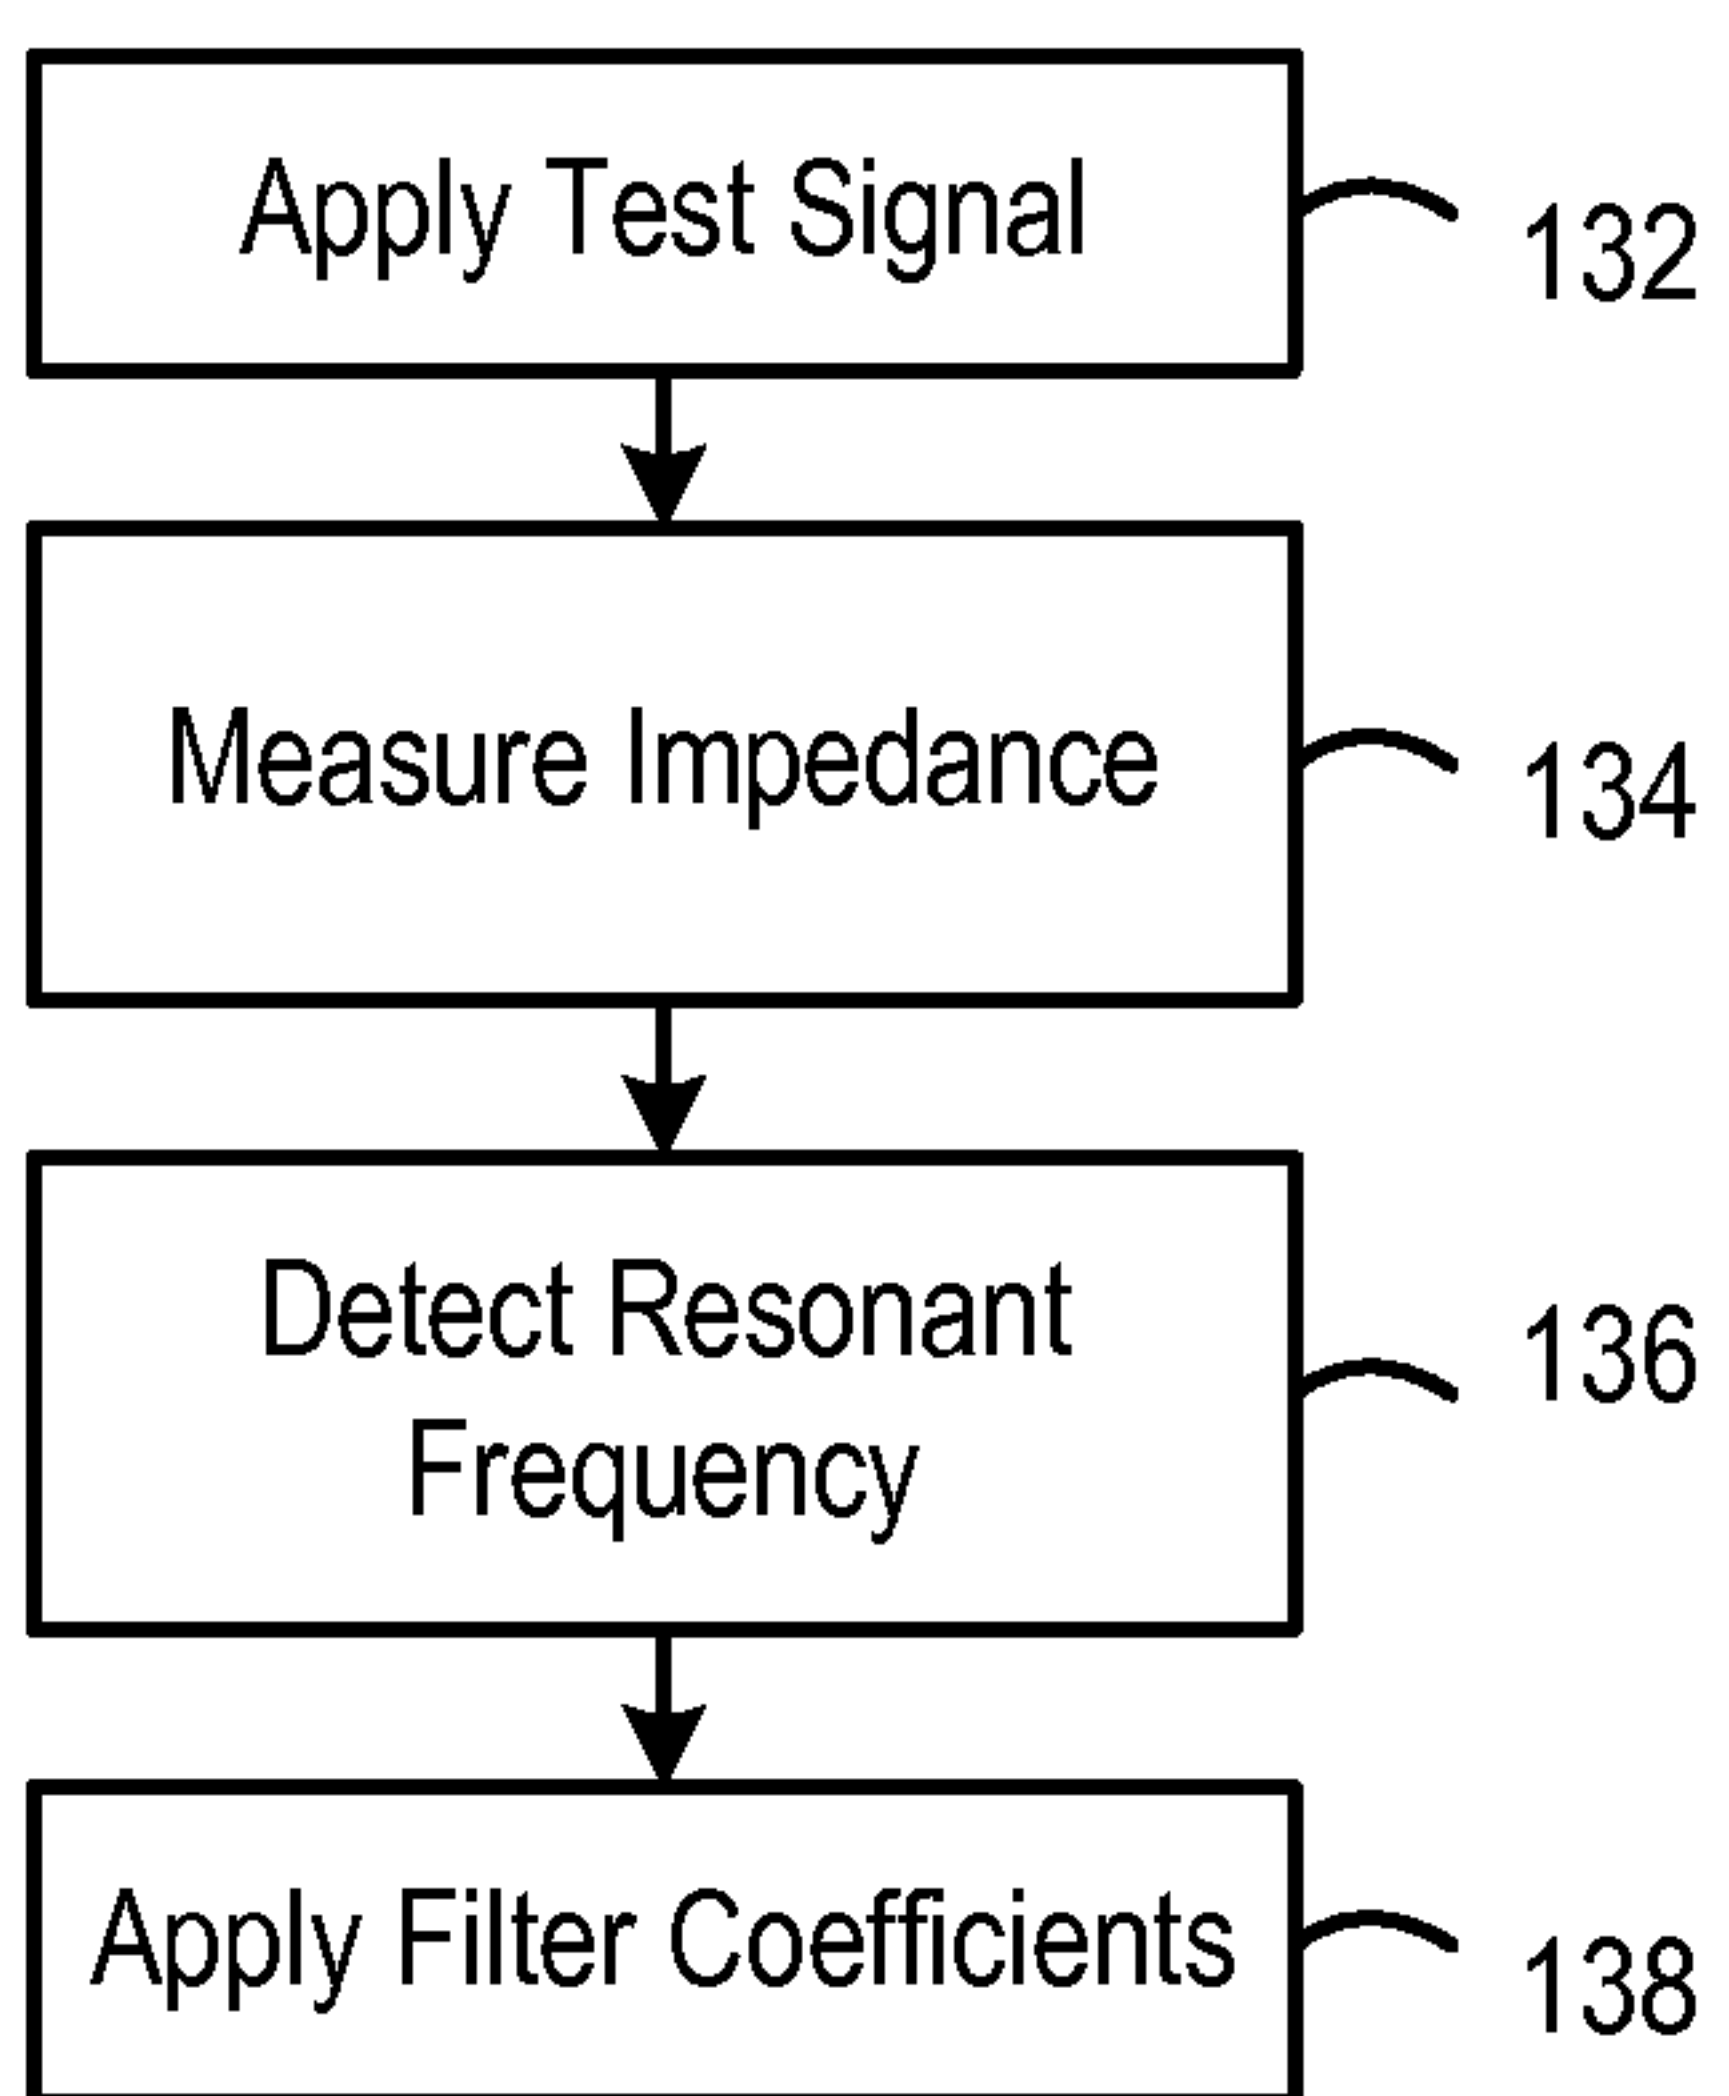 Apply Test Signal
132
Measure Impedance
134
Detect Resonant
Frequency
136
Apply Filter Coefficients
138